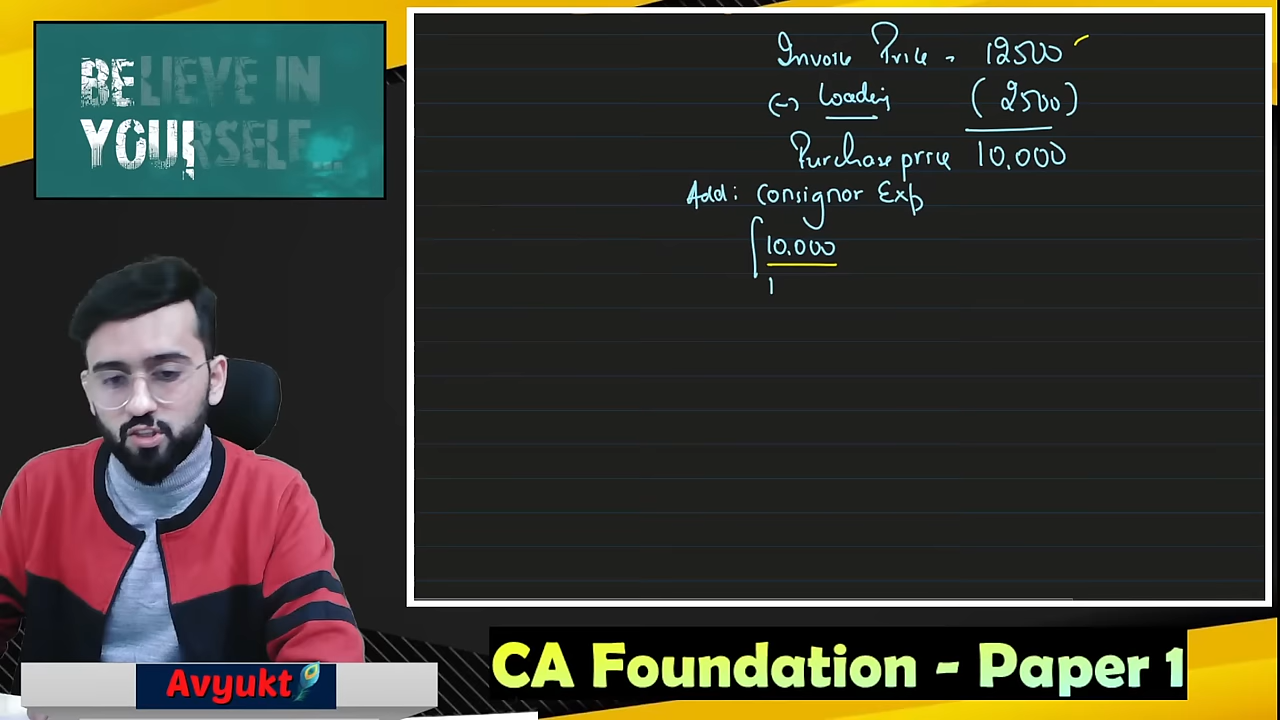 BELIEVE IN
YOURSELF...
Invoice Price - 12500
(-) Loading (2500)
Purchase price 10.000
Add: Consignor Exp
10.000
1
Avyukt
CA Foundation - Paper 1